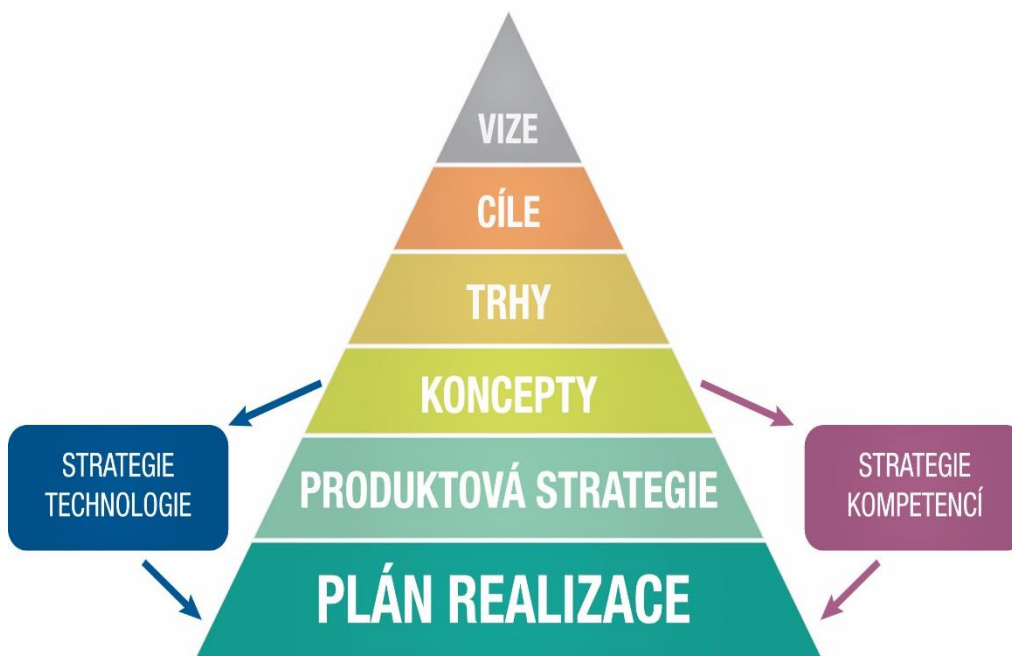 VIZE
CÍLE
TRHY
KONCEPTY
STRATEGIE
TECHNOLOGIE
PRODUKTOVÁ STRATEGIE
STRATEGIE
KOMPETENCÍ
PLÁN REALIZACE